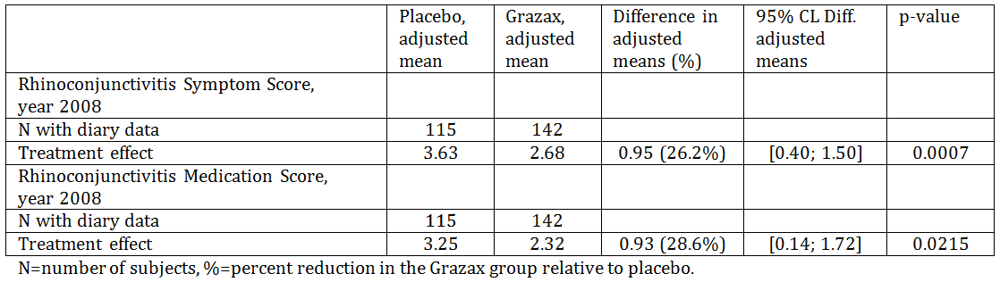 Placebo, adjusted mean Grazax, adjusted mean Difference in adjusted means (%) 95% CL Diff. adjusted means p-value
Rhinoconjunctivitis Symptom Score,
year 2008
N with diary data 115 142
Treatment effect 3.63 2.68 0.95 (26.2%) [0.40; 1.50] 0.0007
Rhinoconjunctivitis Medication Score,
year 2008
N with diary data 115 142
Treatment effect 3.25 2.32 0.93 (28.6%) [0.14; 1.72] 0.0215
N=number of subjects, %=percent reduction in the Grazax group relative to placebo.